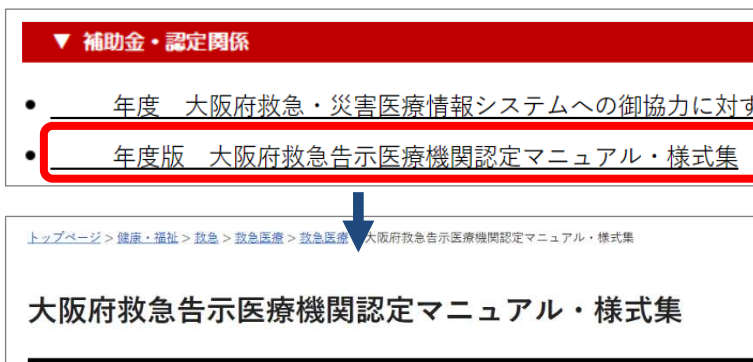 ▼ 補助金・認定関係
● 年度 大阪府救急・災害医療情報システムへの御協力に対す
● 年度版 大阪府救急告示医療機関認定マニュアル・様式集
トップページ > 健康・福祉 > 救急 > 救急医療 > 救急医療 大阪府救急告示医療機関認定マニュアル・様式集
大阪府救急告示医療機関認定マニュアル・様式集